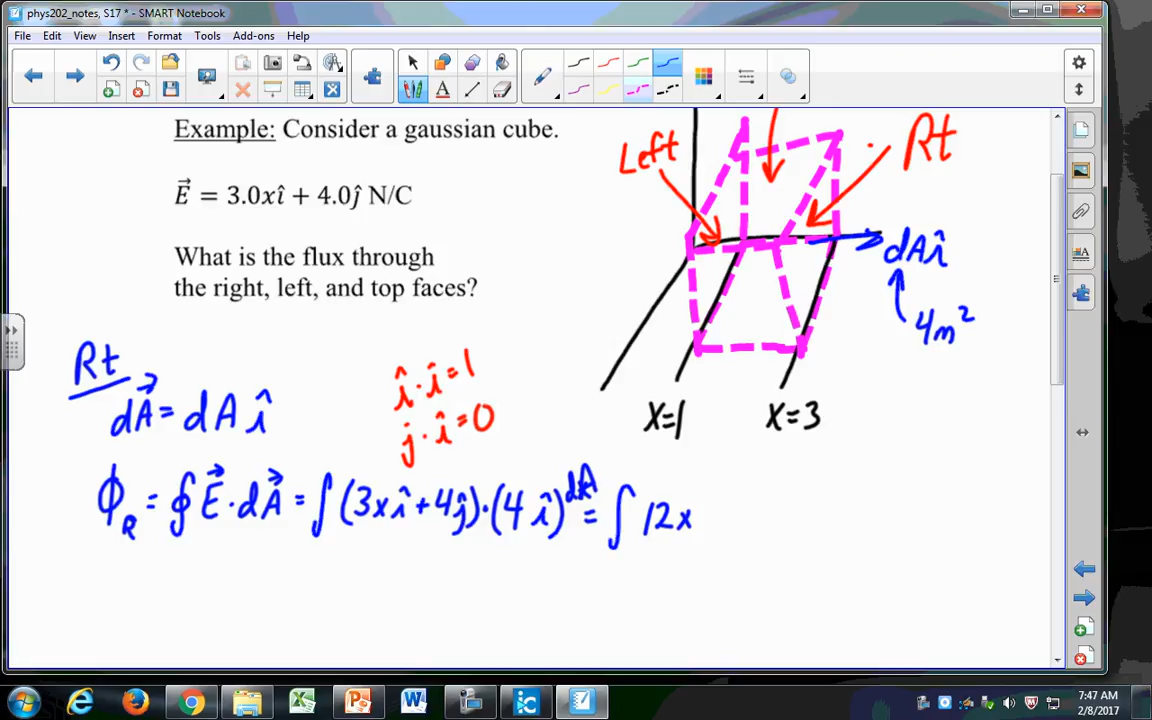 phys202_notes, S17 * - SMART Notebook
File Edit View Insert Format Tools Add-ons Help
Example: Consider a gaussian cube.
E⃗ = 3.0xî + 4.0ĵ N/C
What is the flux through
the right, left, and top faces?
Left
Rt
dAî
4m²
x=1
x=3
Rt
dA⃗ = dA î
î·î=1
j·î=0
Φ_R = ∮E⃗·dA⃗ = ∫(3xî+4ĵ)·(4î)dA = ∫12x
7:47 AM
2/8/2017